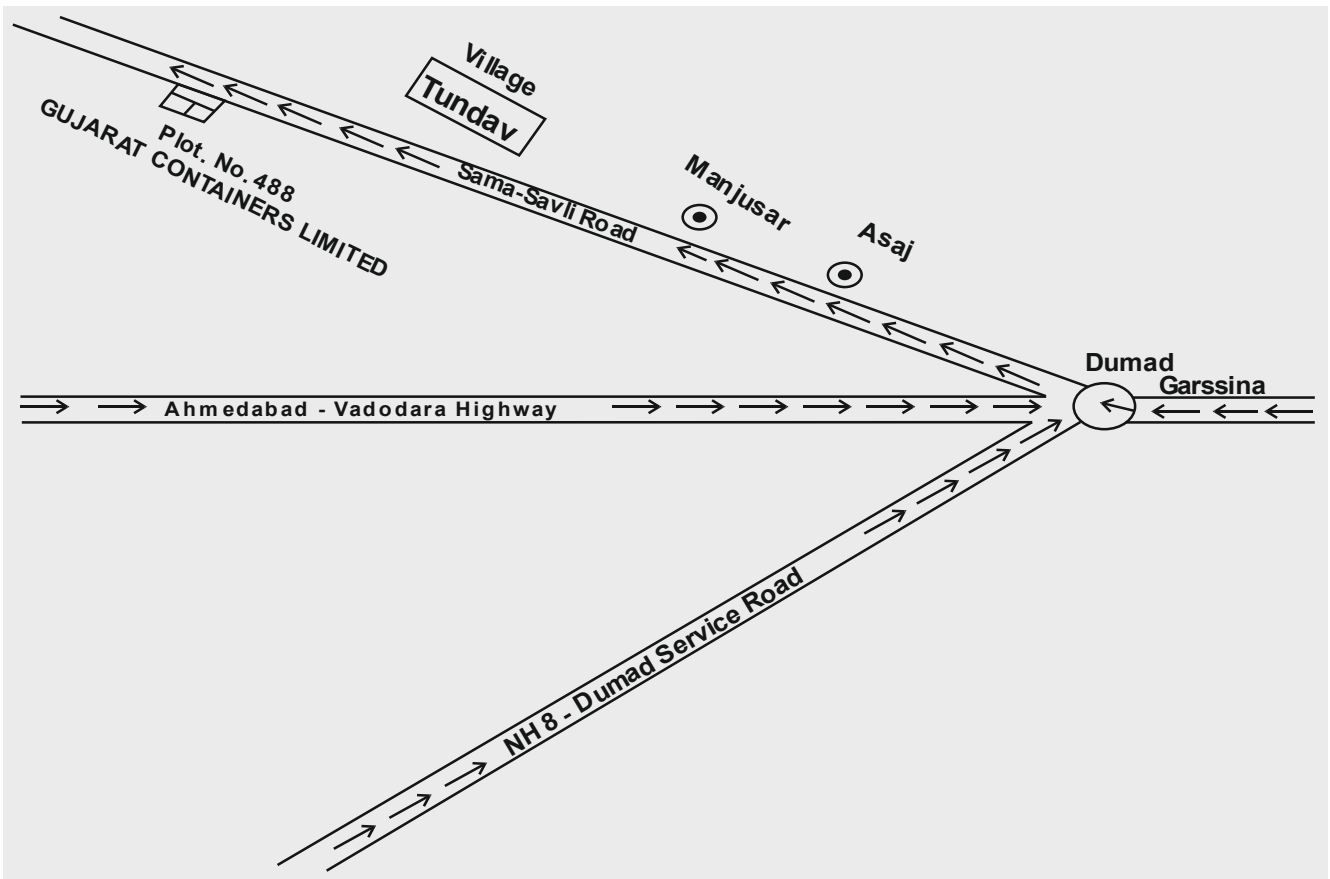 Village
Tundav
Plot. No. 488
GUJARAT CONTAINERS LIMITED
Sama-Savli Road
Manjusar
Asaj
Dumad
Garssina
Ahmedabad - Vadodara Highway
NH 8 - Dumad Service Road